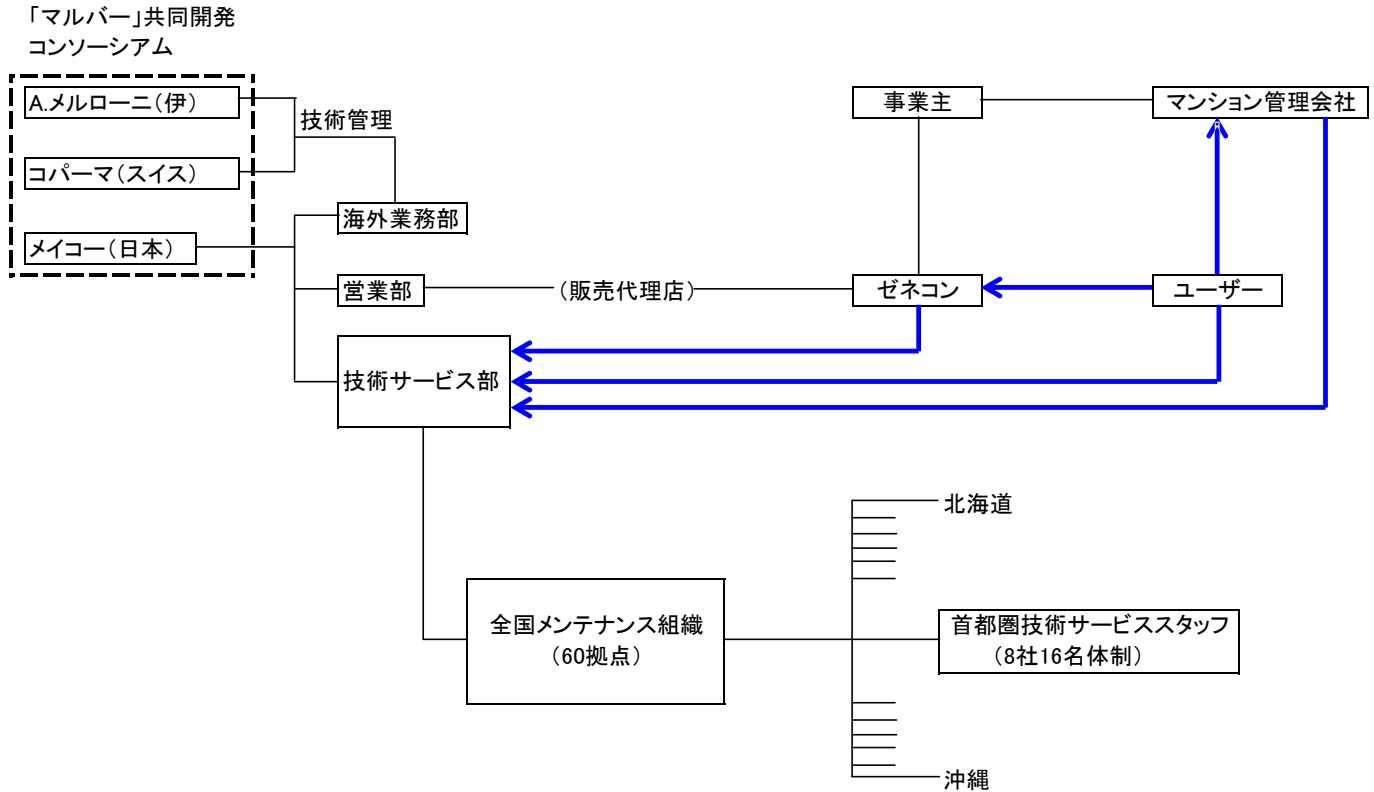 「マルバー」共同開発
コンソーシアム
A.メルローニ（伊）
技術管理
事業主
マンション管理会社
コパーマ（スイス）
海外業務部
メイコー（日本）
営業部
（販売代理店）
ゼネコン
ユーザー
技術サービス部
北海道
全国メンテナンス組織
（60拠点）
首都圏技術サービススタッフ
（8社16名体制）
沖縄